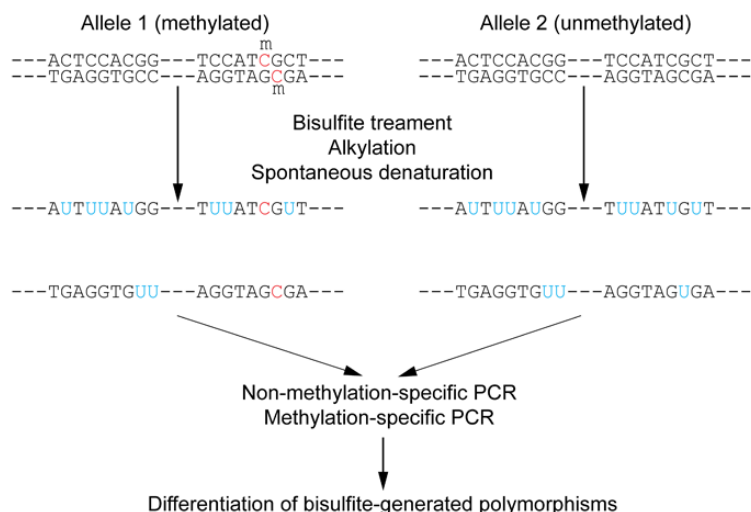 Allele 1 (methylated) Allele 2 (unmethylated)
m
---ACTCCACGG---TCCATCGCT--- ---ACTCCACGG---TCCATCGCT---
---TGAGGTGCC---AGGTAGCGA--- ---TGAGGTGCC---AGGTAGCGA---
m
Bisulfite treament
Alkylation
Spontaneous denaturation
---AUTUUAUGG---TUUATCGUT--- ---AUTUUAUGG---TUUATUGUT---
---TGAGGTGUU---AGGTAGCGA--- ---TGAGGTGUU---AGGTAGUGA---
Non-methylation-specific PCR
Methylation-specific PCR
Differentiation of bisulfite-generated polymorphisms